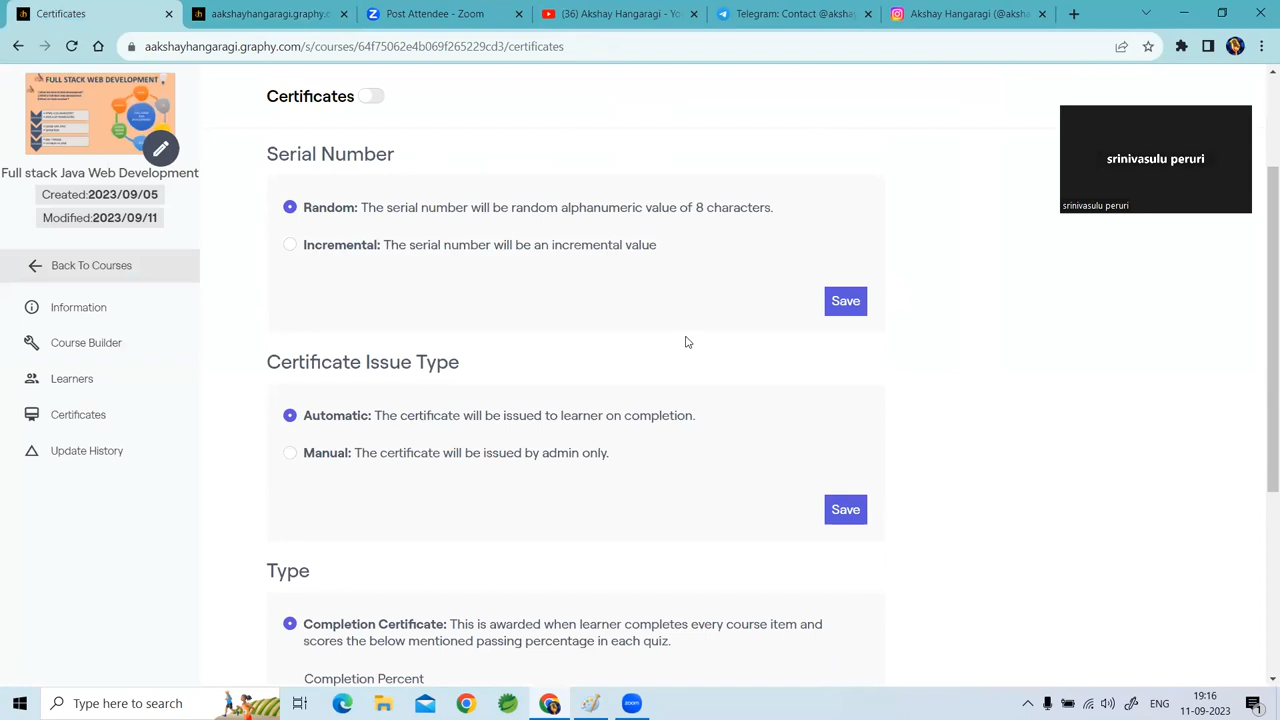 Certificates
aakshayhangaragi.graphy.com/
Post Attendee - Zoom
(36) Akshay Hangaragi - Yo
Telegram: Contact @aksha
Akshay Hangaragi (@aksha
aakshayhangaragi.graphy.com/s/courses/64f75062e4b069f265229cd3/certificates
FULL STACK WEB DEVELOPMENT
Full stack Java Web Development
Created:2023/09/05
Modified:2023/09/11
Back To Courses
Information
Course Builder
Learners
Certificates
Update History
Certificates
Serial Number
Random: The serial number will be random alphanumeric value of 8 characters.
Incremental: The serial number will be an incremental value
Save
Certificate Issue Type
Automatic: The certificate will be issued to learner on completion.
Manual: The certificate will be issued by admin only.
Save
Type
Completion Certificate: This is awarded when learner completes every course item and
scores the below mentioned passing percentage in each quiz.
Completion Percent
srinivasulu peruri
srinivasulu peruri
Type here to search
zoom
ENG
19:16
11-09-2023
1